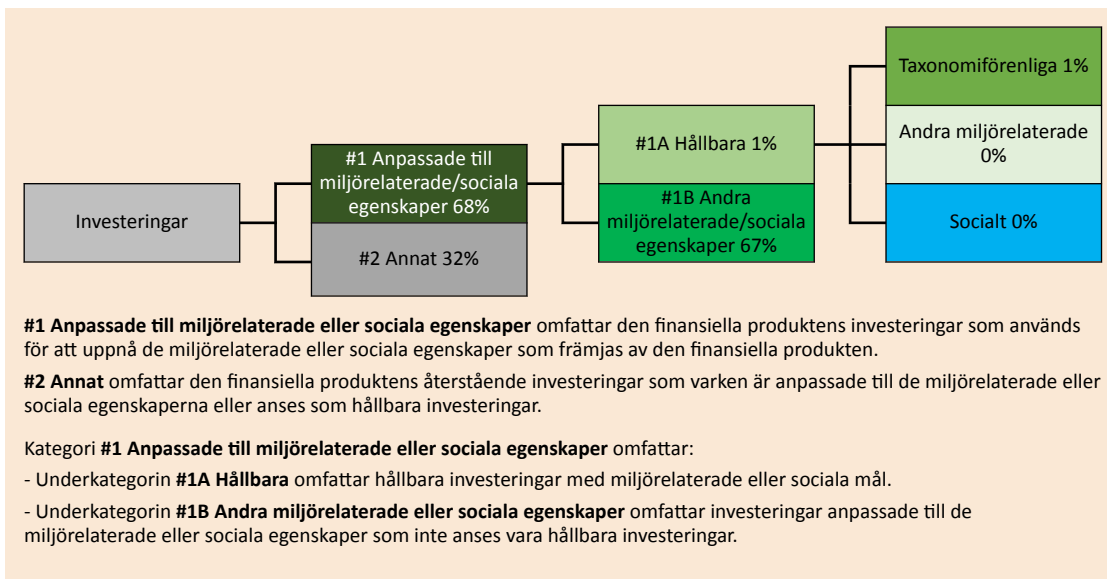 Investeringar
#1 Anpassade till
miljörelaterade/sociala
egenskaper 68%
#2 Annat 32%
#1A Hållbara 1%
#1B Andra
miljörelaterade/sociala
egenskaper 67%
Taxonomiförenliga 1%
Andra miljörelaterade
0%
Socialt 0%
#1 Anpassade till miljörelaterade eller sociala egenskaper omfattar den finansiella produktens investeringar som används
för att uppnå de miljörelaterade eller sociala egenskaper som främjas av den finansiella produkten.
#2 Annat omfattar den finansiella produktens återstående investeringar som varken är anpassade till de miljörelaterade eller
sociala egenskaperna eller anses som hållbara investeringar.
Kategori #1 Anpassade till miljörelaterade eller sociala egenskaper omfattar:
- Underkategorin #1A Hållbara omfattar hållbara investeringar med miljörelaterade eller sociala mål.
- Underkategorin #1B Andra miljörelaterade eller sociala egenskaper omfattar investeringar anpassade till de
miljörelaterade eller sociala egenskaper som inte anses vara hållbara investeringar.